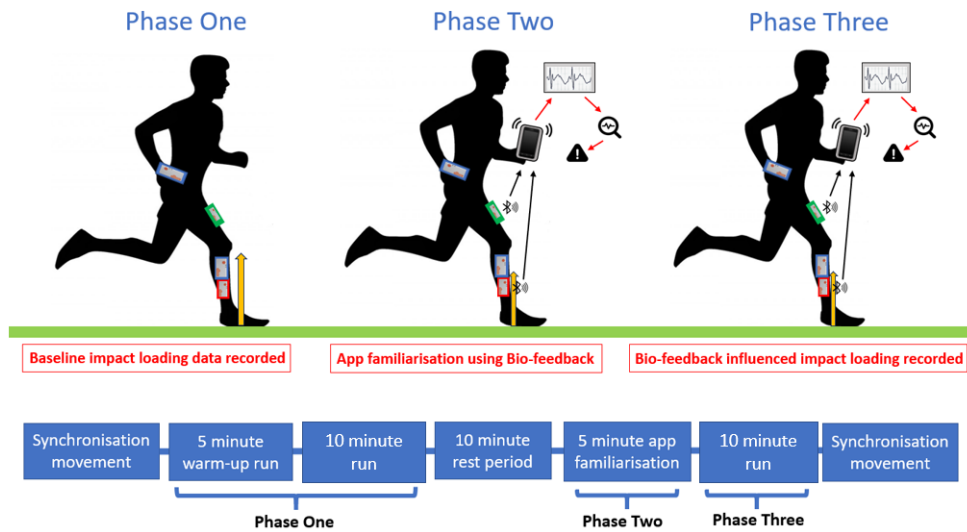 Phase One
Phase Two
Phase Three
Baseline impact loading data recorded
App familiarisation using Bio-feedback
Bio-feedback influenced impact loading recorded
Synchronisation
movement
5 minute
warm-up run
10 minute
run
10 minute
rest period
5 minute app
familiarisation
10 minute
run
Synchronisation
movement
Phase One
Phase Two
Phase Three